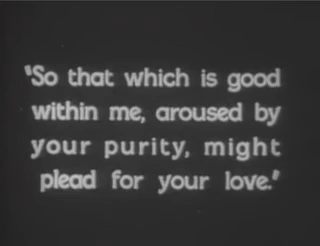 'So that which is good
within me, aroused by
your purity, might
plead for your love.'